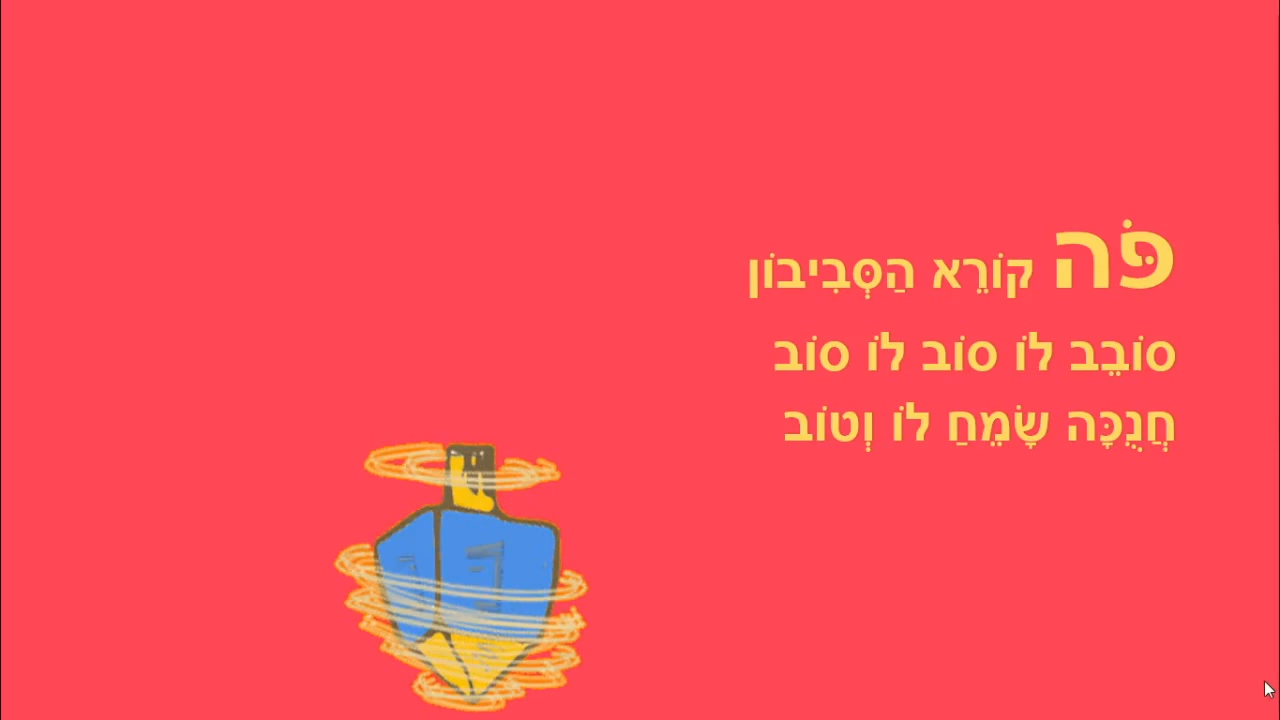 פֹּה קוֹרֵא הַסְּבִיבוֹן
סוֹבֵב לוֹ סוֹב לוֹ סוֹב
חֲנֻכָּה שָׂמֵחַ לוֹ וְטוֹב